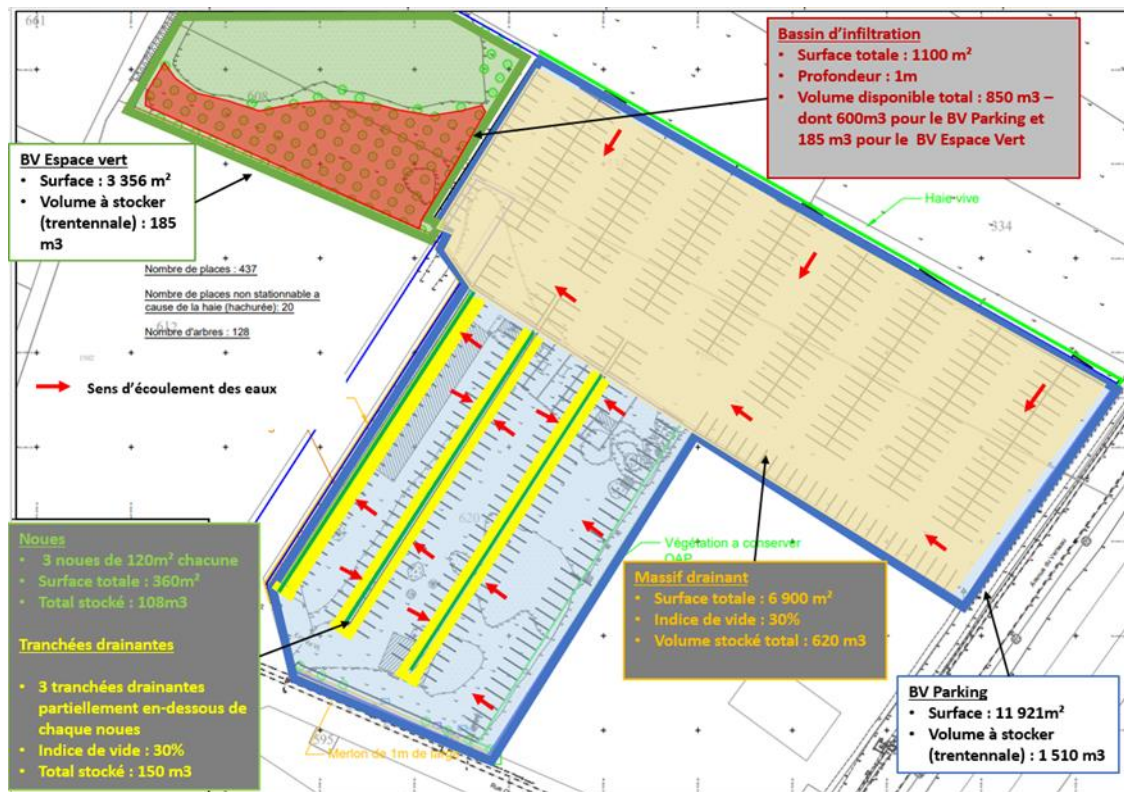 661
608
Bassin d'infiltration
• Surface totale : 1100 m²
• Profondeur : 1m
• Volume disponible total : 850 m3 –
dont 600m3 pour le BV Parking et
185 m3 pour le BV Espace Vert
BV Espace vert
• Surface : 3 356 m²
• Volume à stocker
(trentennale) : 185
m3
Haie vive
334
Nombre de places : 437
Nombre de places non stationnable a
cause de la haie (hachurée): 20
Nombre d'arbres : 128
612
Sens d'écoulement des eaux
620
Végétation a conserver
OAP
Noues
• 3 noues de 120m² chacune
• Surface totale : 360m²
• Total stocké : 108m3
Tranchées drainantes
• 3 tranchées drainantes
partiellement en-dessous de
chaque noues
• Indice de vide : 30%
• Total stocké : 150 m3
Massif drainant
• Surface totale : 6 900 m²
• Indice de vide : 30%
• Volume stocké total : 620 m3
BV Parking
• Surface : 11 921m²
• Volume à stocker
(trentennale) : 1 510 m3
595
Merlon de 1m de large